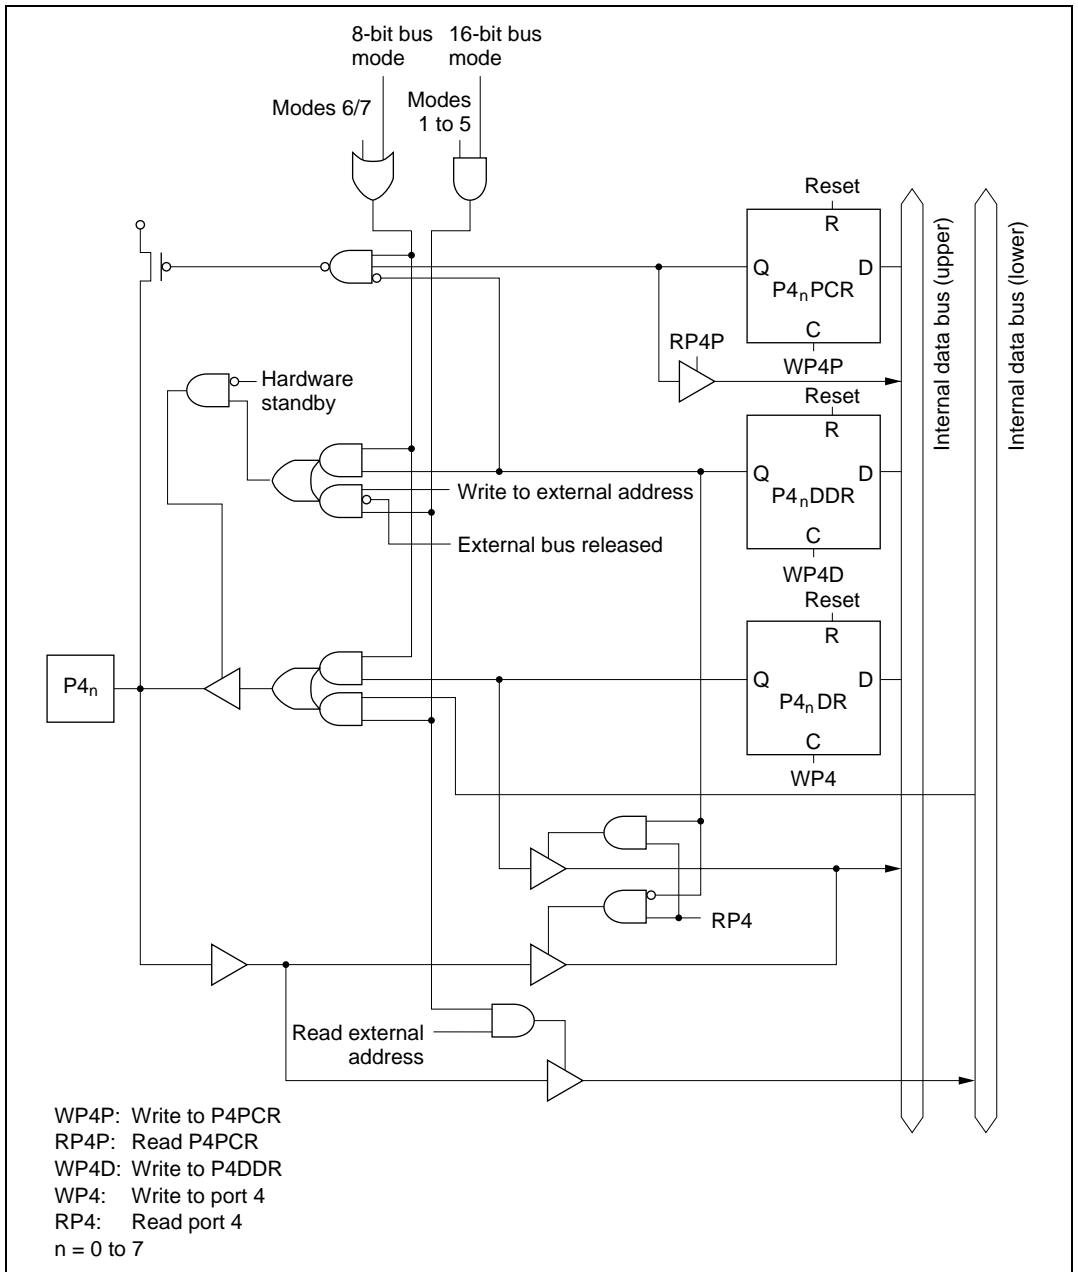 8-bit bus
mode
16-bit bus
mode
Modes 6/7
Modes
1 to 5
Reset
R
Q
D
P4nPCR
C
WP4P
RP4P
Internal data bus (upper)
Internal data bus (lower)
Hardware
standby
Reset
R
Q
D
P4nDDR
C
WP4D
Write to external address
External bus released
Reset
R
Q
D
P4nDR
C
WP4
P4n
RP4
Read external
address
WP4P: Write to P4PCR
RP4P: Read P4PCR
WP4D: Write to P4DDR
WP4: Write to port 4
RP4: Read port 4
n = 0 to 7